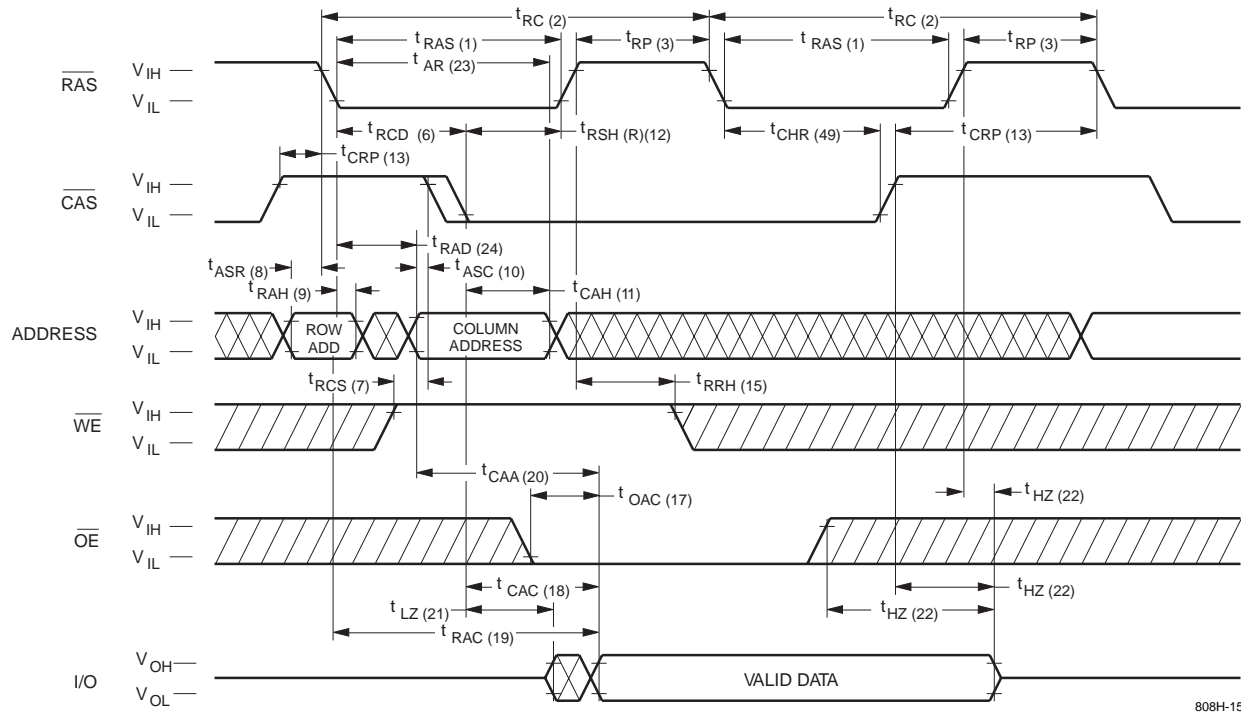 t RC (2) t RC (2)
t RAS (1) t RP (3) t RAS (1) t RP (3)
t AR (23)
RAS V IH V IL
t RCD (6) t RSH (R)(12) t CHR (49) t CRP (13)
t CRP (13)
CAS V IH V IL
t RAD (24)
t ASR (8) t ASC (10)
t RAH (9) t CAH (11)
ADDRESS V IH V IL
ROW ADD COLUMN ADDRESS
t RCS (7) t RRH (15)
WE V IH V IL
t CAA (20)
t OAC (17) t HZ (22)
OE V IH V IL
t CAC (18) t HZ (22)
t LZ (21) t HZ (22)
t RAC (19)
I/O V OH V OL
VALID DATA
808H-15